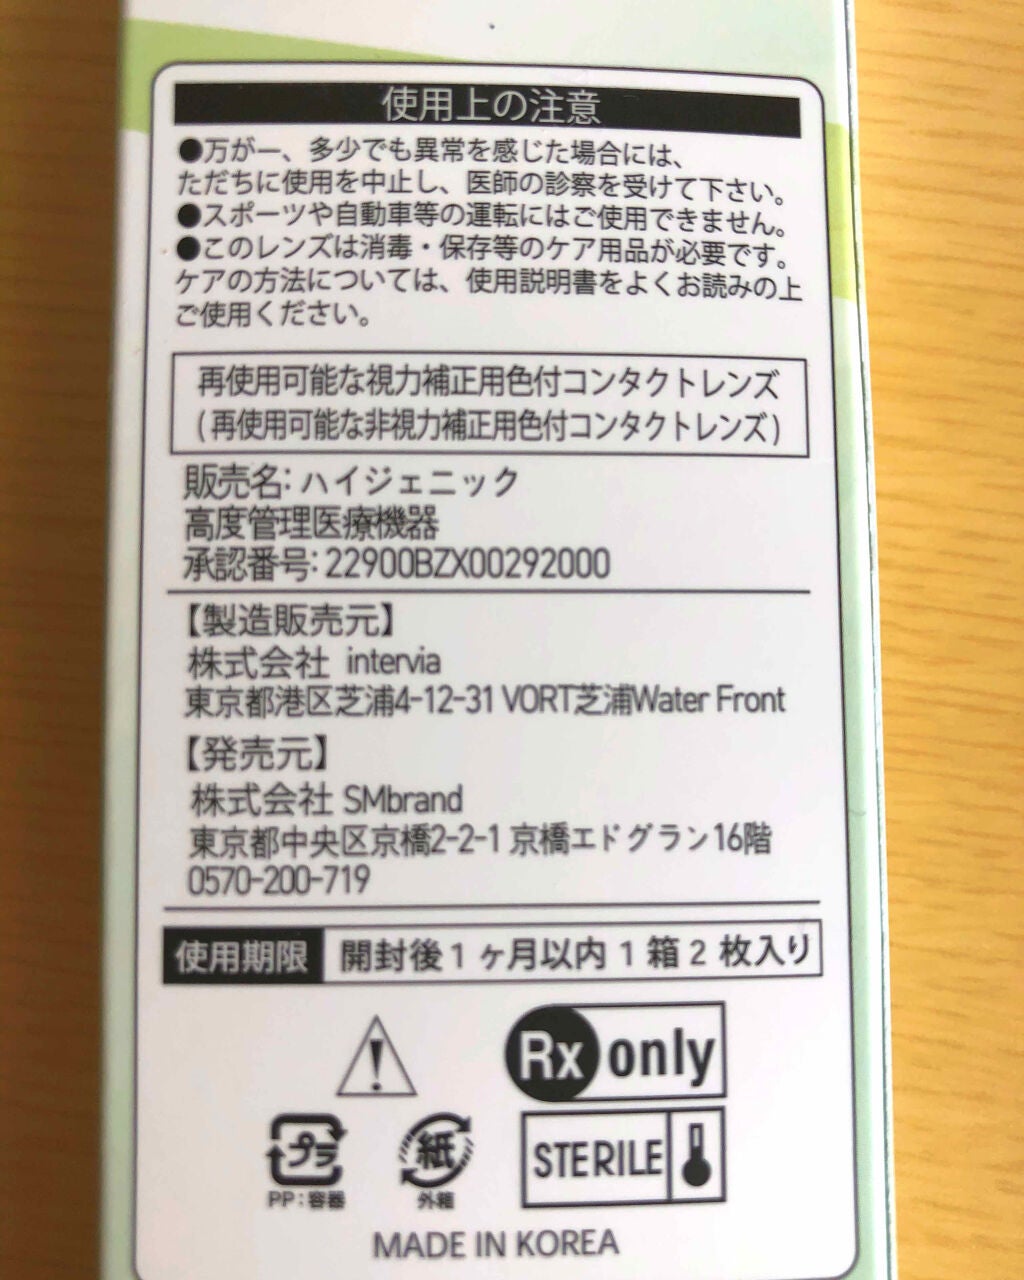 使用上の注意
●万が一、多少でも異常を感じた場合には、
ただちに使用を中止し、医師の診察を受けて下さい。
●スポーツや自動車等の運転にはご使用できません。
●このレンズは消毒・保存等のケア用品が必要です。
ケアの方法については、使用説明書をよくお読みの上
ご使用ください。
再使用可能な視力補正用色付コンタクトレンズ
(再使用可能な非視力補正用色付コンタクトレンズ)
販売名:ハイジェニック
高度管理医療機器
承認番号:22900BZX00292000
【製造販売元】
株式会社 intervia
東京都港区芝浦4-12-31 VORT芝浦Water Front
【発売元】
株式会社 SMbrand
東京都中央区京橋2-2-1 京橋エドグラン16階
0570-200-719
使用期限 開封後1ヶ月以内1箱2枚入り
Rx only
STERILE
プラ
PP:容器
紙
外箱
MADE IN KOREA